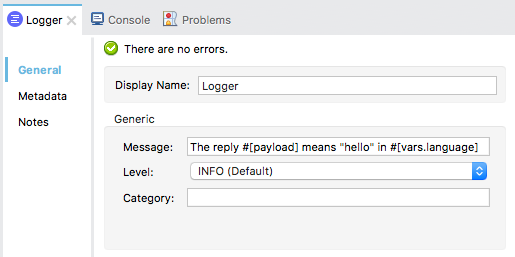 Logger Console Problems
There are no errors.
General
Metadata
Notes
Display Name: Logger
Generic
Message: The reply #[payload] means "hello" in #[vars.language]
Level: INFO (Default)
Category: